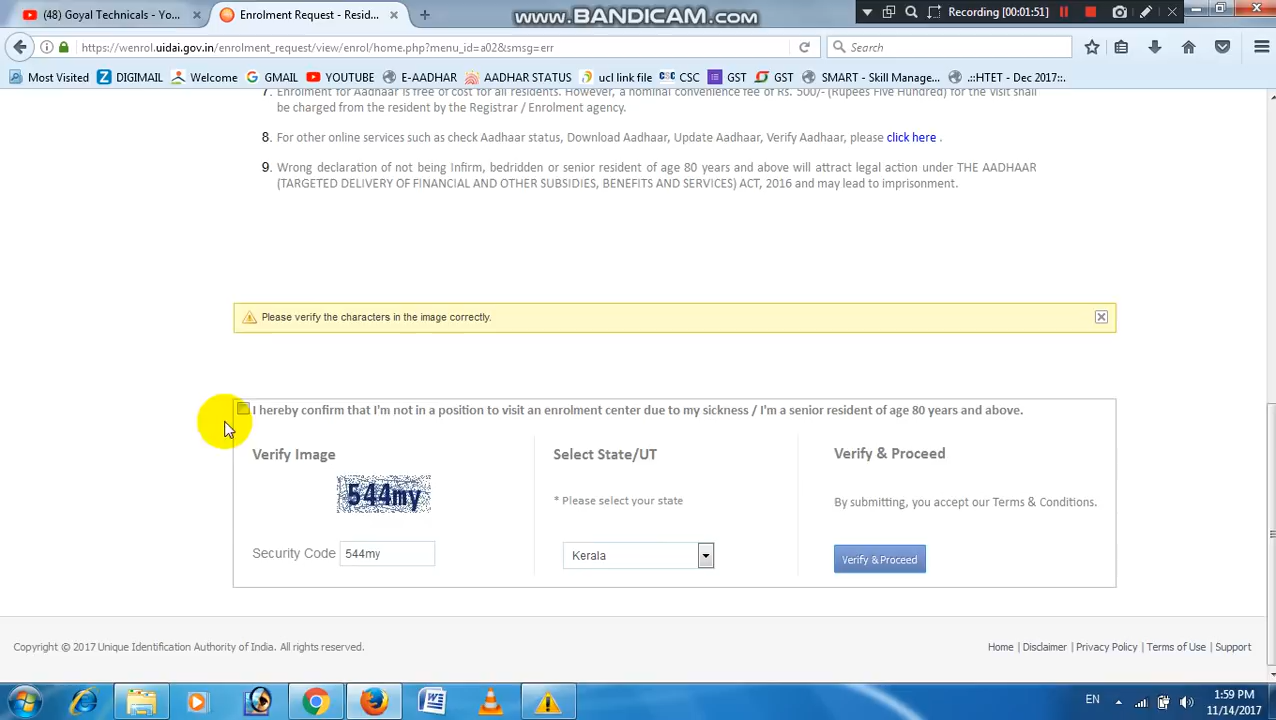 (48) Goyal Technicals - Yo...
Enrolment Request - Resid...
www.BANDICAM.com
Recording [00:01:51]
https://wenrol.uidai.gov.in/enrolment_request/view/enrol/home.php?menu_id=a02&smsg=err
Search
Most Visited
DIGIMAIL
Welcome
GMAIL
YOUTUBE
E-AADHAR
AADHAR STATUS
ucl link file
CSC
GST
GST
SMART - Skill Manage...
.::HTET - Dec 2017::.
7. Enrolment for Aadhaar is free of cost for all residents. However, a nominal convenience fee of Rs. 500/- (Rupees Five Hundred) for the visit shall
be charged from the resident by the Registrar / Enrolment agency.
8. For other online services such as check Aadhaar status, Download Aadhaar, Update Aadhaar, Verify Aadhaar, please click here .
9. Wrong declaration of not being Infirm, bedridden or senior resident of age 80 years and above will attract legal action under THE AADHAAR
(TARGETED DELIVERY OF FINANCIAL AND OTHER SUBSIDIES, BENEFITS AND SERVICES) ACT, 2016 and may lead to imprisonment.
Please verify the characters in the image correctly.
I hereby confirm that I'm not in a position to visit an enrolment center due to my sickness / I'm a senior resident of age 80 years and above.
Verify Image
Select State/UT
Verify & Proceed
544my
* Please select your state
By submitting, you accept our Terms & Conditions.
Security Code 544my
Kerala
Verify & Proceed
Copyright © 2017 Unique Identification Authority of India. All rights reserved.
Home | Disclaimer | Privacy Policy | Terms of Use | Support
EN
1:59 PM
11/14/2017